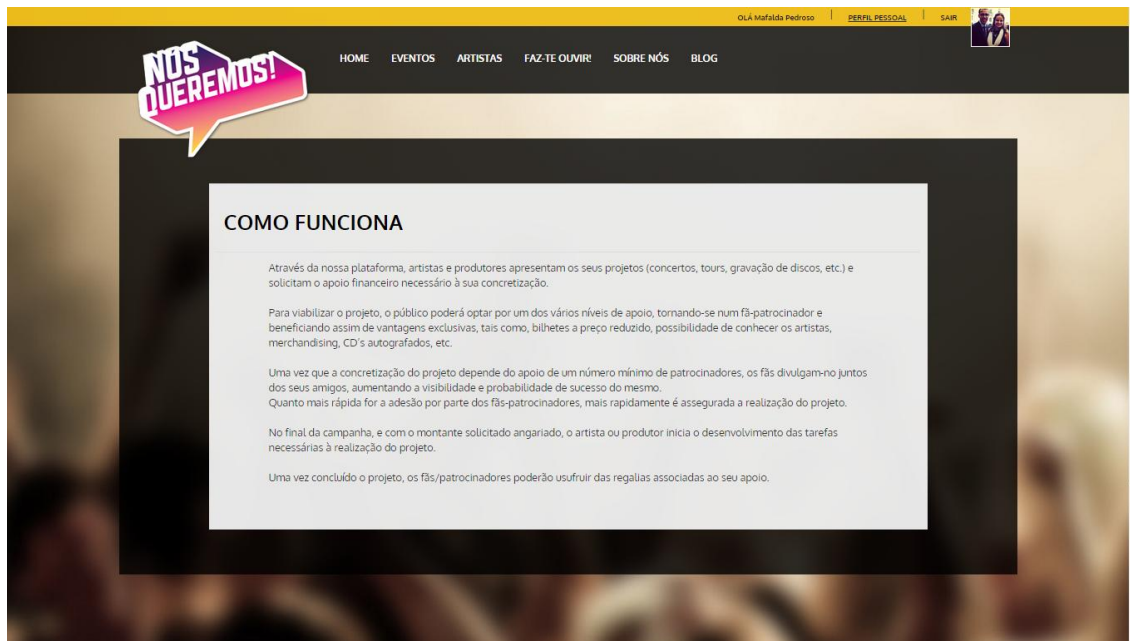 OLÁ Mafalda Pedroso | PERFIL PESSOAL | SAIR
NÓS QUEREMOS!
HOME EVENTOS ARTISTAS FAZ-TE OUVIR! SOBRE NÓS BLOG
COMO FUNCIONA
Através da nossa plataforma, artistas e produtores apresentam os seus projetos (concertos, tours, gravação de discos, etc.) e
solicitam o apoio financeiro necessário à sua concretização.
Para viabilizar o projeto, o público poderá optar por um dos vários níveis de apoio, tornando-se num fã-patrocinador e
beneficiando assim de vantagens exclusivas, tais como, bilhetes a preço reduzido, possibilidade de conhecer os artistas,
merchandising, CD´s autografados, etc.
Uma vez que a concretização do projeto depende do apoio de um número mínimo de patrocinadores, os fãs divulgam-no juntos
dos seus amigos, aumentando a visibilidade e probabilidade de sucesso do mesmo.
Quanto mais rápida for a adesão por parte dos fãs-patrocinadores, mais rapidamente é assegurada a realização do projeto.
No final da campanha, e com o montante solicitado angariado, o artista ou produtor inicia o desenvolvimento das tarefas
necessárias à realização do projeto.
Uma vez concluído o projeto, os fãs/patrocinadores poderão usufruir das regalias associadas ao seu apoio.